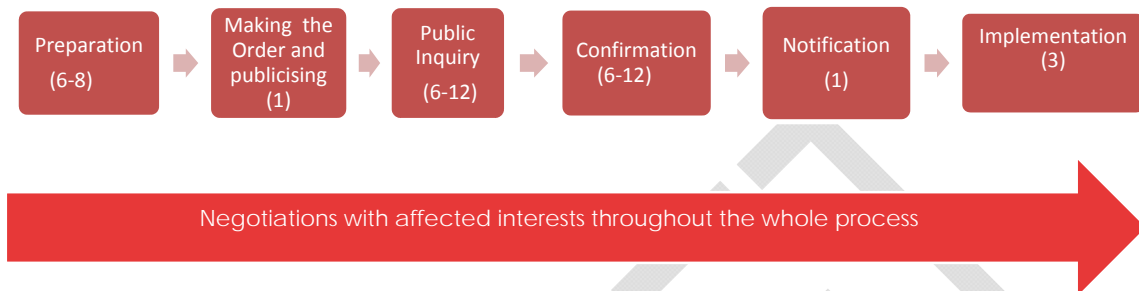 Preparation
(6-8)
Making the
Order and
publicising
(1)
Public
Inquiry
(6-12)
Confirmation
(6-12)
Notification
(1)
Implementation
(3)
Negotiations with affected interests throughout the whole process